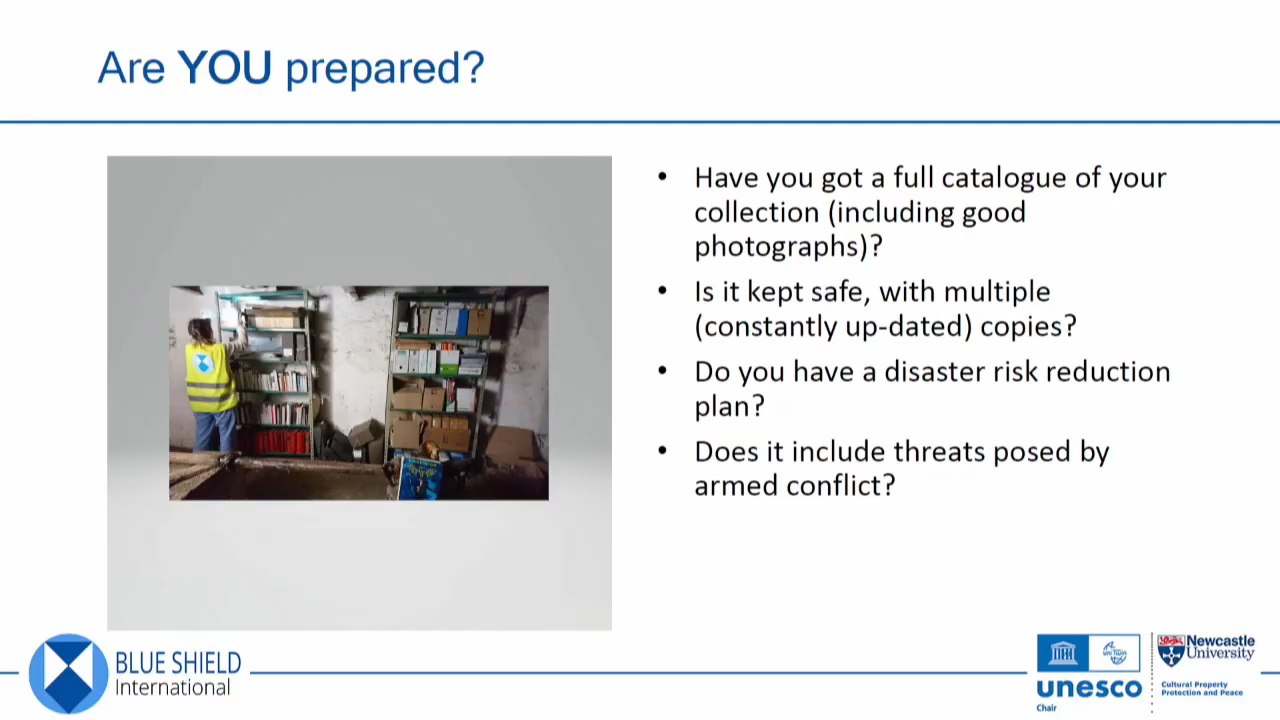 Are YOU prepared?
• Have you got a full catalogue of your
collection (including good
photographs)?
• Is it kept safe, with multiple
(constantly up-dated) copies?
• Do you have a disaster risk reduction
plan?
• Does it include threats posed by
armed conflict?
BLUE SHIELD
International
uni Twin
unesco
Chair
Newcastle
University
Cultural Property
Protection and Peace